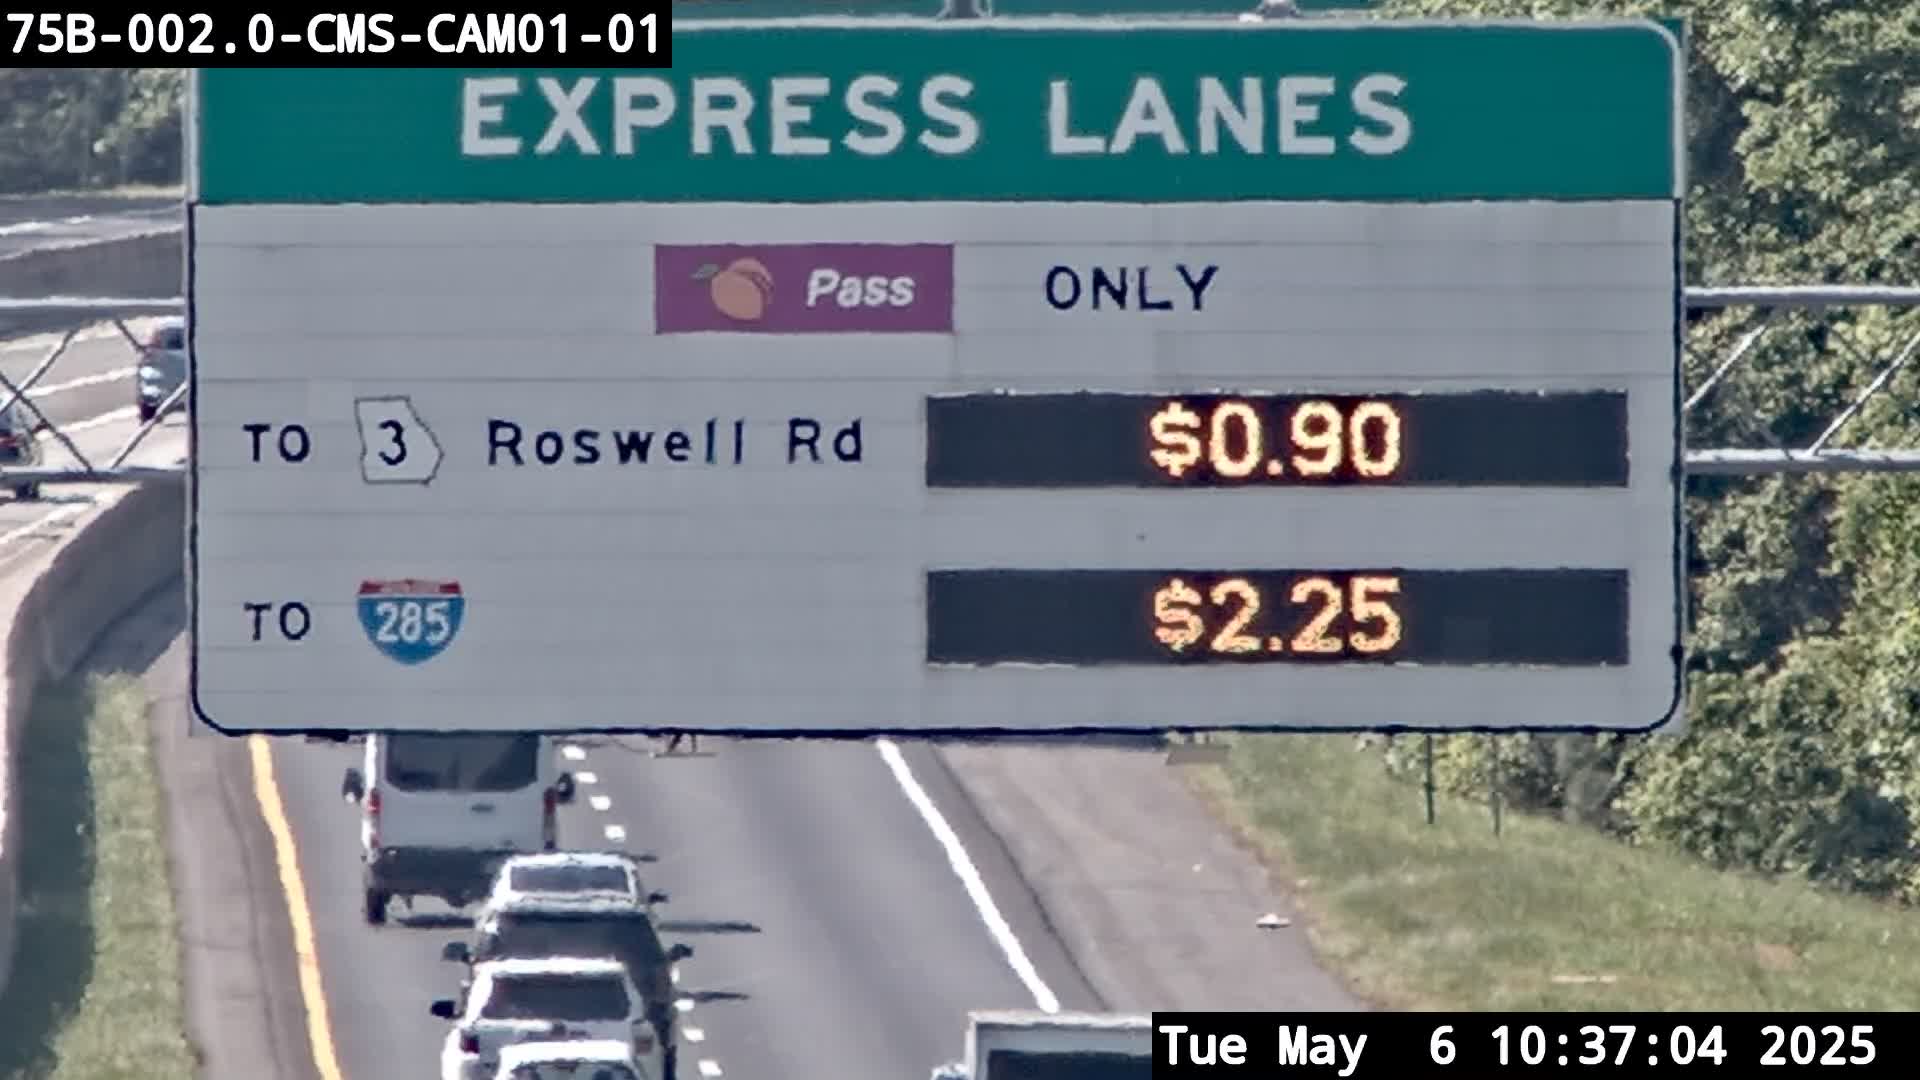 75B-002.0-CMS-CAM01-01
EXPRESS LANES
Pass ONLY
TO 3 Roswell Rd $0.90
TO 285 $2.25
Tue May 6 10:37:04 2025